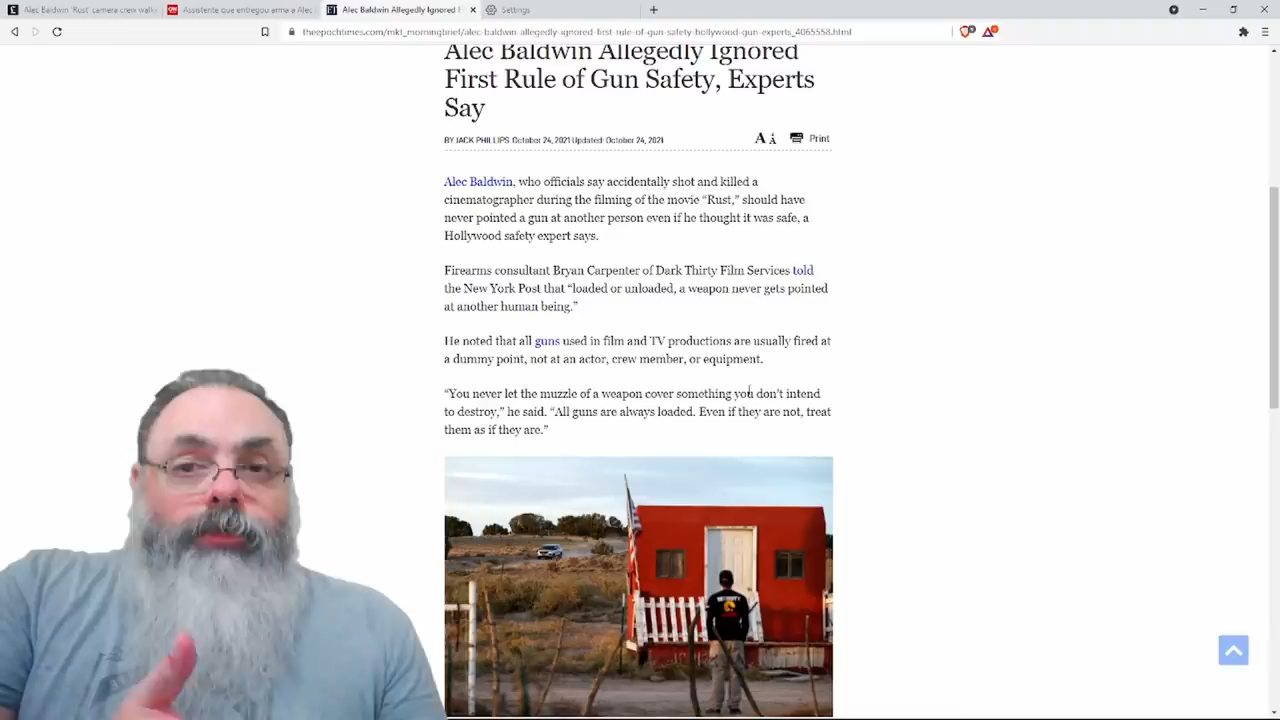 Alec Baldwin 'Rust' camera crew walk
Assistente que entregou arma a Alec
Alec Baldwin Allegedly Ignored F
Settings
theepochtimes.com/mkt_morningbrief/alec-baldwin-allegedly-ignored-first-rule-of-gun-safety-hollywood-gun-experts_4065558.html
Alec Baldwin Allegedly Ignored
First Rule of Gun Safety, Experts
Say
BY JACK PHILLIPS October 24, 2021 Updated: October 24, 2021
A A Print
Alec Baldwin, who officials say accidentally shot and killed a
cinematographer during the filming of the movie “Rust,” should have
never pointed a gun at another person even if he thought it was safe, a
Hollywood safety expert says.
Firearms consultant Bryan Carpenter of Dark Thirty Film Services told
the New York Post that “loaded or unloaded, a weapon never gets pointed
at another human being.”
He noted that all guns used in film and TV productions are usually fired at
a dummy point, not at an actor, crew member, or equipment.
“You never let the muzzle of a weapon cover something you don’t intend
to destroy,” he said. “All guns are always loaded. Even if they are not, treat
them as if they are.”